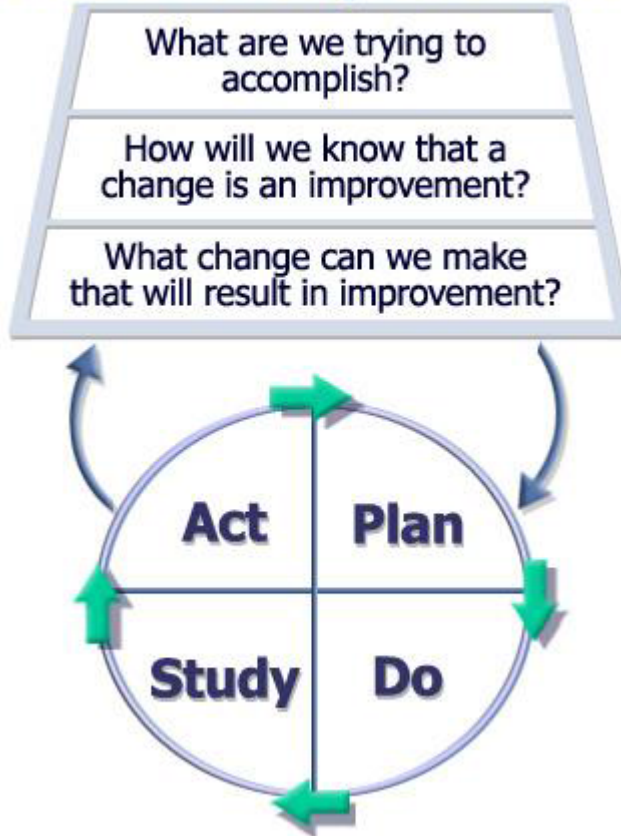 What are we trying to
accomplish?
How will we know that a
change is an improvement?
What change can we make
that will result in improvement?
Act
Plan
Study
Do